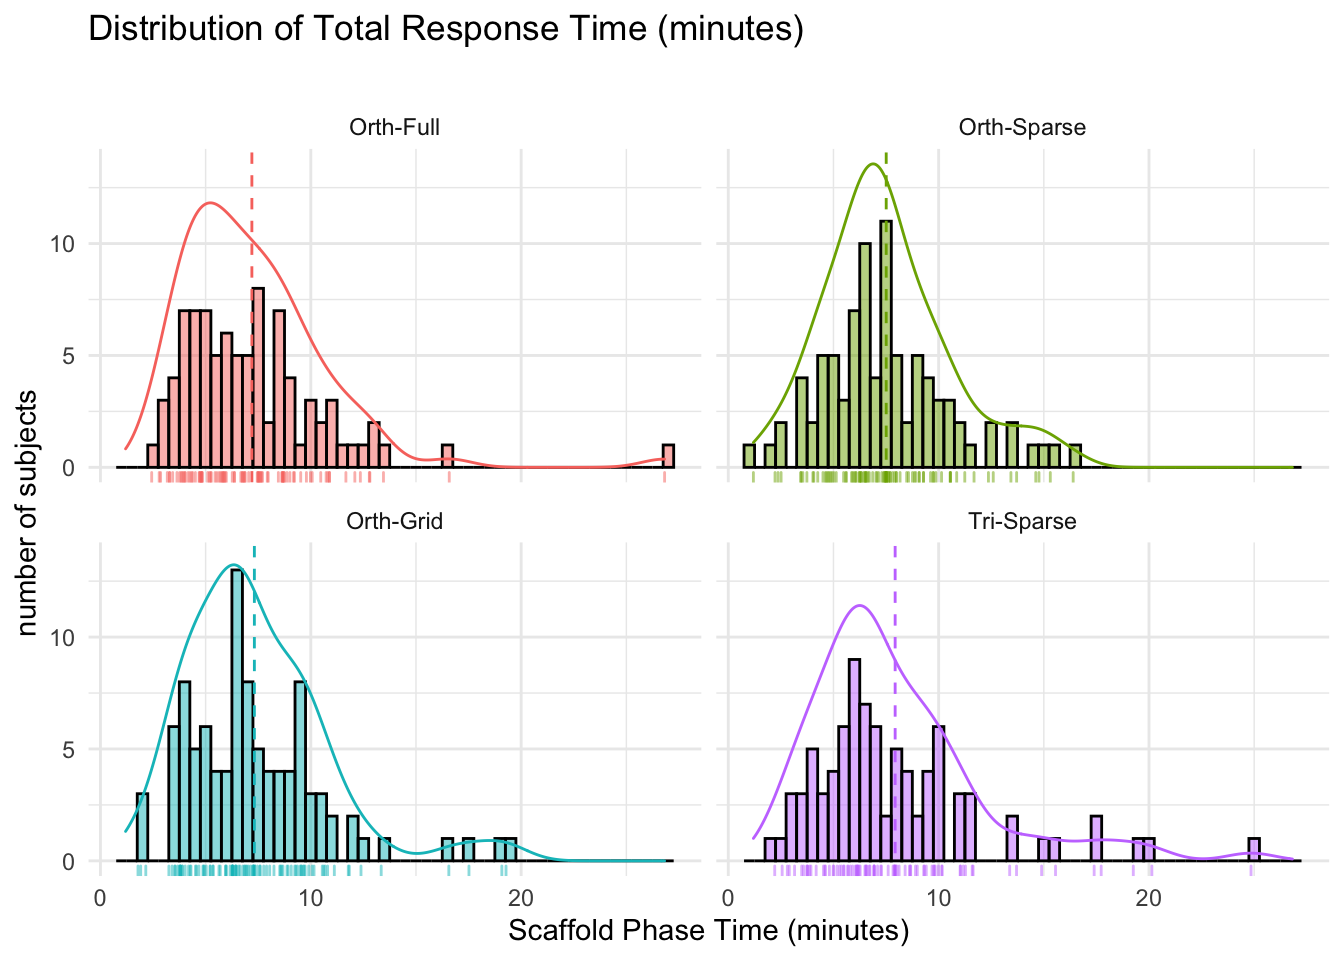 Distribution of Total Response Time (minutes)
Orth-Full
Orth-Sparse
10
5
0
Orth-Grid
Tri-Sparse
10
5
0
number of subjects
0
10
20
0
10
20
Scaffold Phase Time (minutes)